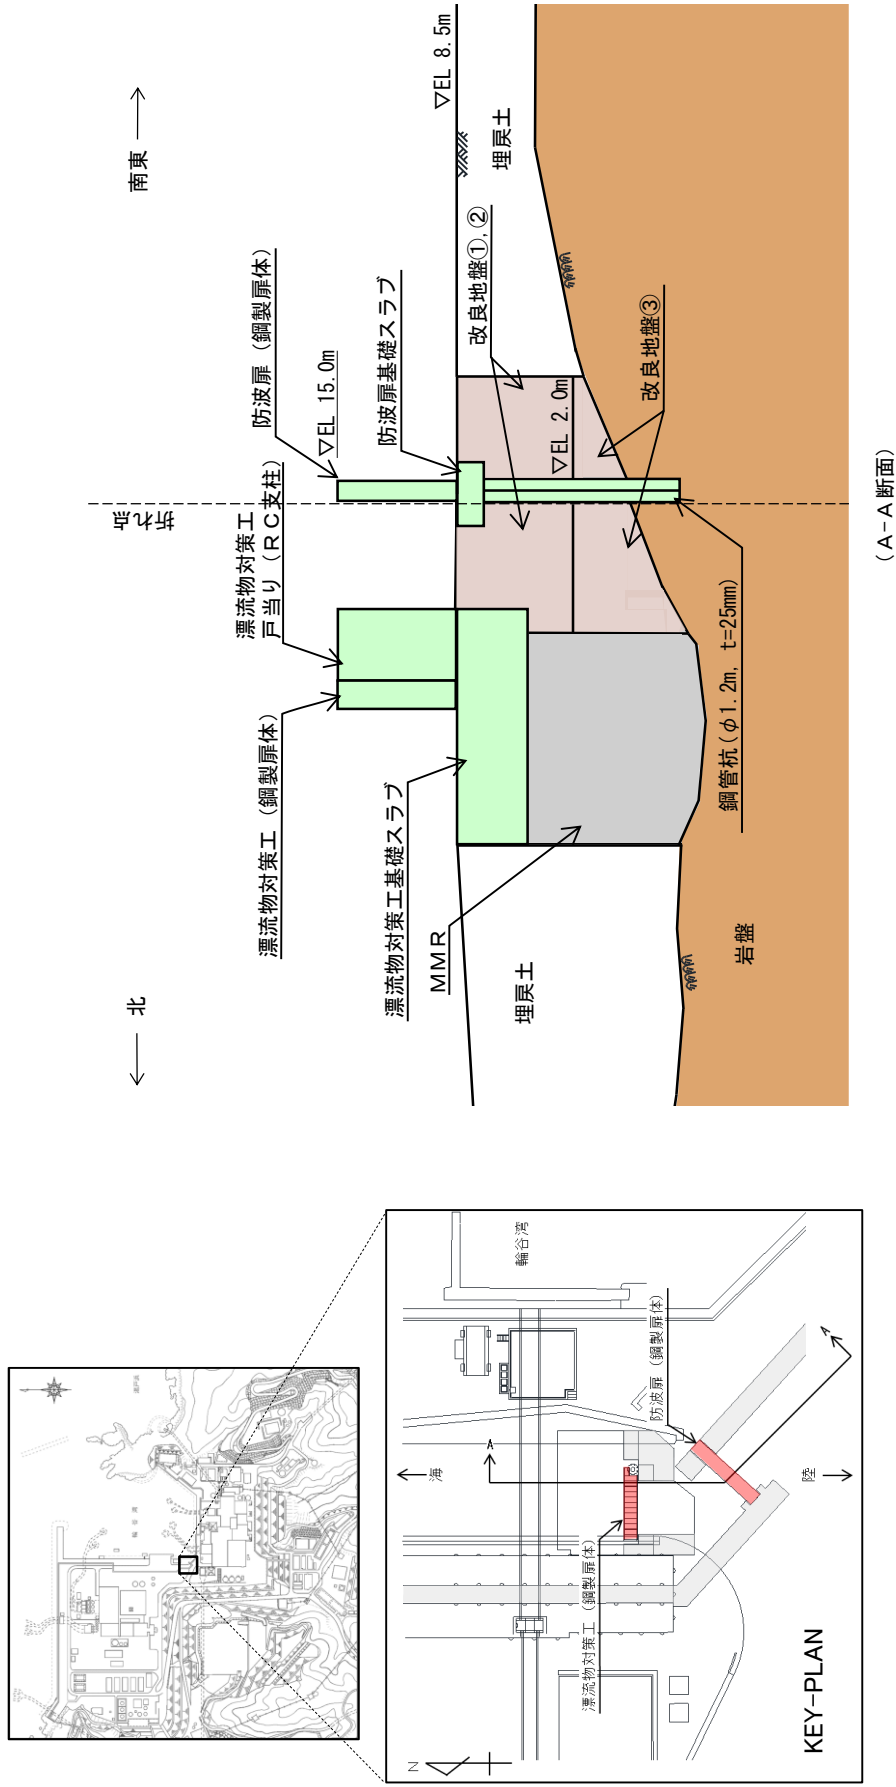 北
南東
折れ点
防波扉（鋼製扉体）
漂流物対策工
戸当り（ＲＣ支柱）
漂流物対策工（鋼製扉体）
▽EL 15.0m
防波扉基礎スラブ
漂流物対策工基礎スラブ
▽EL 8.5m
MMR
改良地盤①,②
埋戻土
埋戻土
▽EL 2.0m
改良地盤③
鋼管杭(φ1.2m, t=25mm)
岩盤
（Ａ-Ａ断面）
輪谷湾
N
海
A
防波扉（鋼製扉体）
漂流物対策工（鋼製扉体）
A
陸
KEY-PLAN